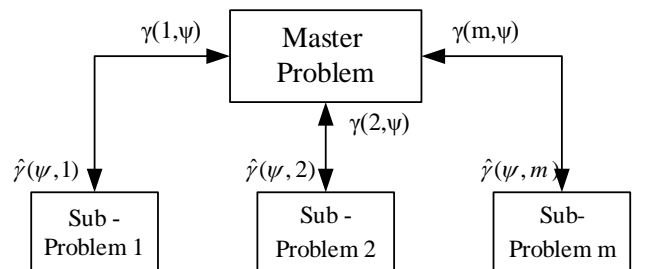 γ(1,ψ)
Master
Problem
γ(m,ψ)
γ(2,ψ)
γ̂(ψ,1)
γ̂(ψ,2)
γ̂(ψ,m)
Sub -
Problem 1
Sub -
Problem 2
Sub-
Problem m